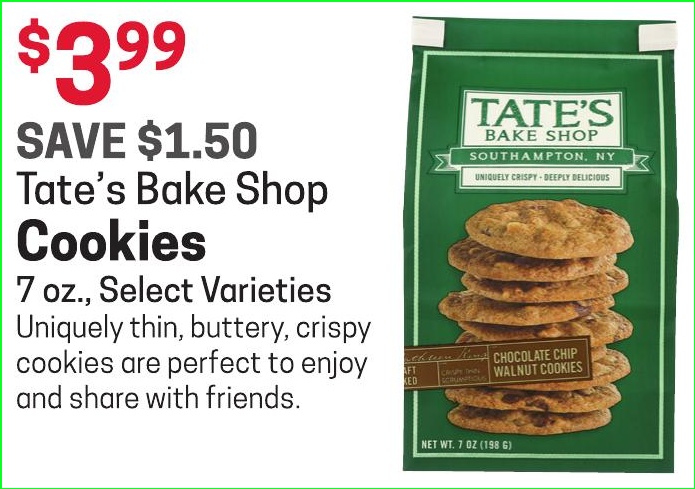 $3.99
SAVE $1.50
Tate's Bake Shop
Cookies
7 oz., Select Varieties
Uniquely thin, buttery, crispy
cookies are perfect to enjoy
and share with friends.
TATE'S
BAKE SHOP
SOUTHAMPTON, NY
UNIQUELY CRISPY - DEEPLY DELICIOUS
CRISPY THIN
CHOCOLATE CHIP
WALNUT COOKIES
NET WT. 7 OZ (198 G)